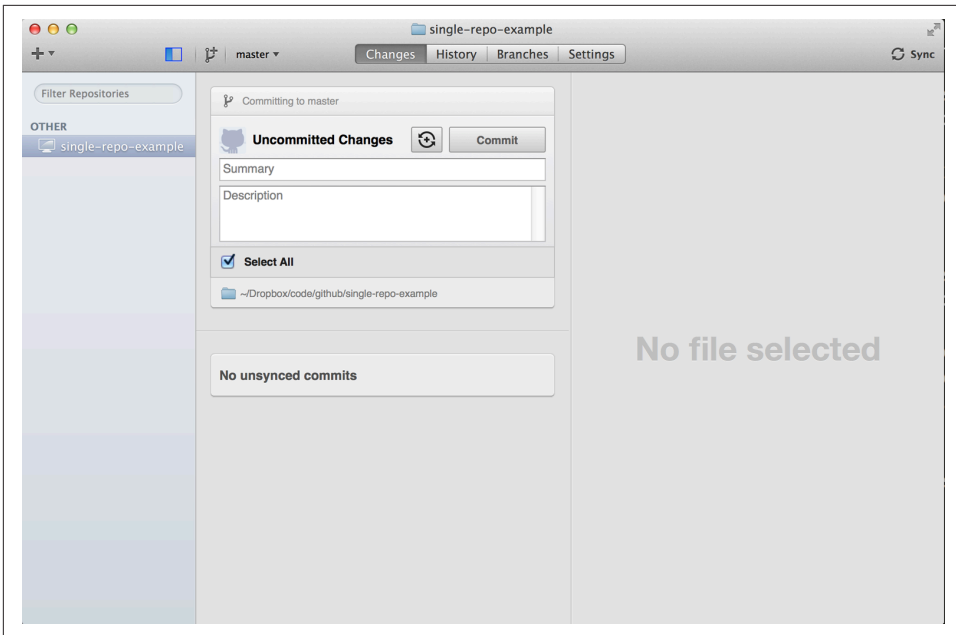 single-repo-example
master
Changes
History
Branches
Settings
Sync
Filter Repositories
OTHER
single-repo-example
Committing to master
Uncommitted Changes
Commit
Summary
Description
Select All
~/Dropbox/code/github/single-repo-example
No unsynced commits
No file selected